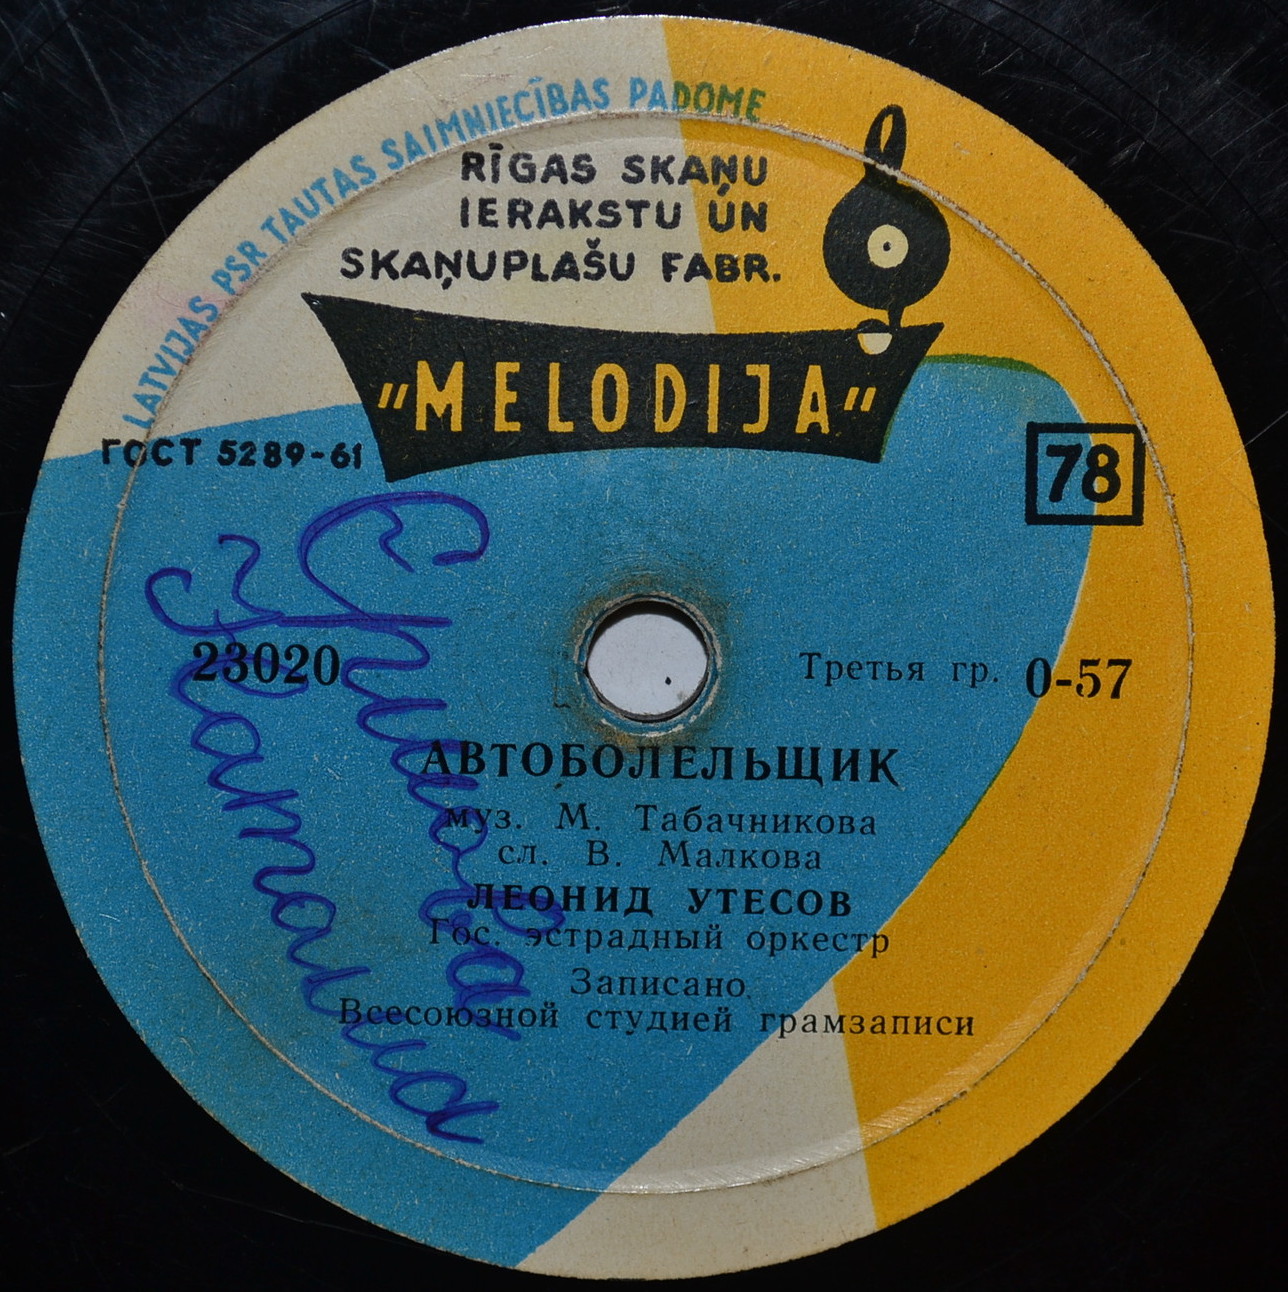 LATVIJAS PSR TAUTAS SAIMNIECĪBAS PADOME
RĪGAS SKAŅU
IERAKSTU UN
SKAŅUPLAŠU FABR.
"MELODIJA"
ГОСТ 5289-61
78
23020
Третья гр. 0-57
АВТОБОЛЕЛЬЩИК
муз. М. Табачникова
сл. В. Малкова
ЛЕОНИД УТЕСОВ
Гос. эстрадный оркестр
Записано
Всесоюзной студией грамзаписи